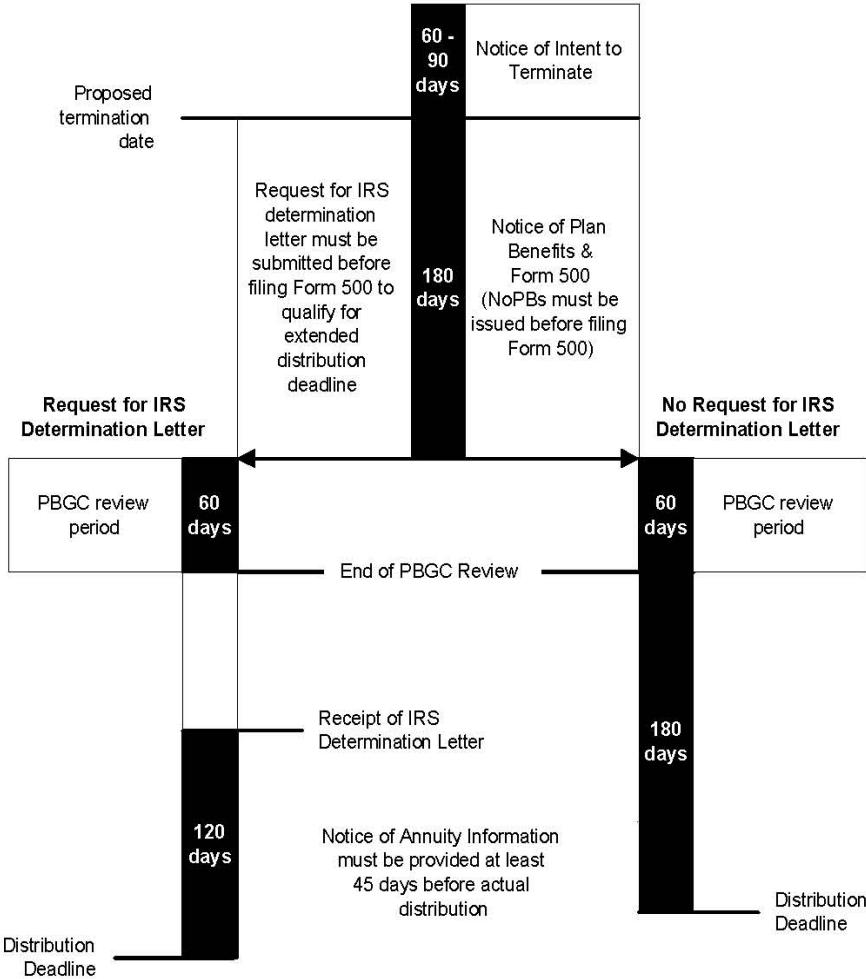 60 -
90
days
Notice of Intent to
Terminate
Proposed
termination
date
Request for IRS
determination
letter must be
submitted before
filing Form 500 to
qualify for
extended
distribution
deadline
180
days
Notice of Plan
Benefits &
Form 500
(NoPBs must be
issued before filing
Form 500)
Request for IRS
Determination Letter
No Request for IRS
Determination Letter
PBGC review
period
60
days
60
days
PBGC review
period
End of PBGC Review
Receipt of IRS
Determination Letter
180
days
120
days
Notice of Annuity Information
must be provided at least
45 days before actual
distribution
Distribution
Deadline
Distribution
Deadline